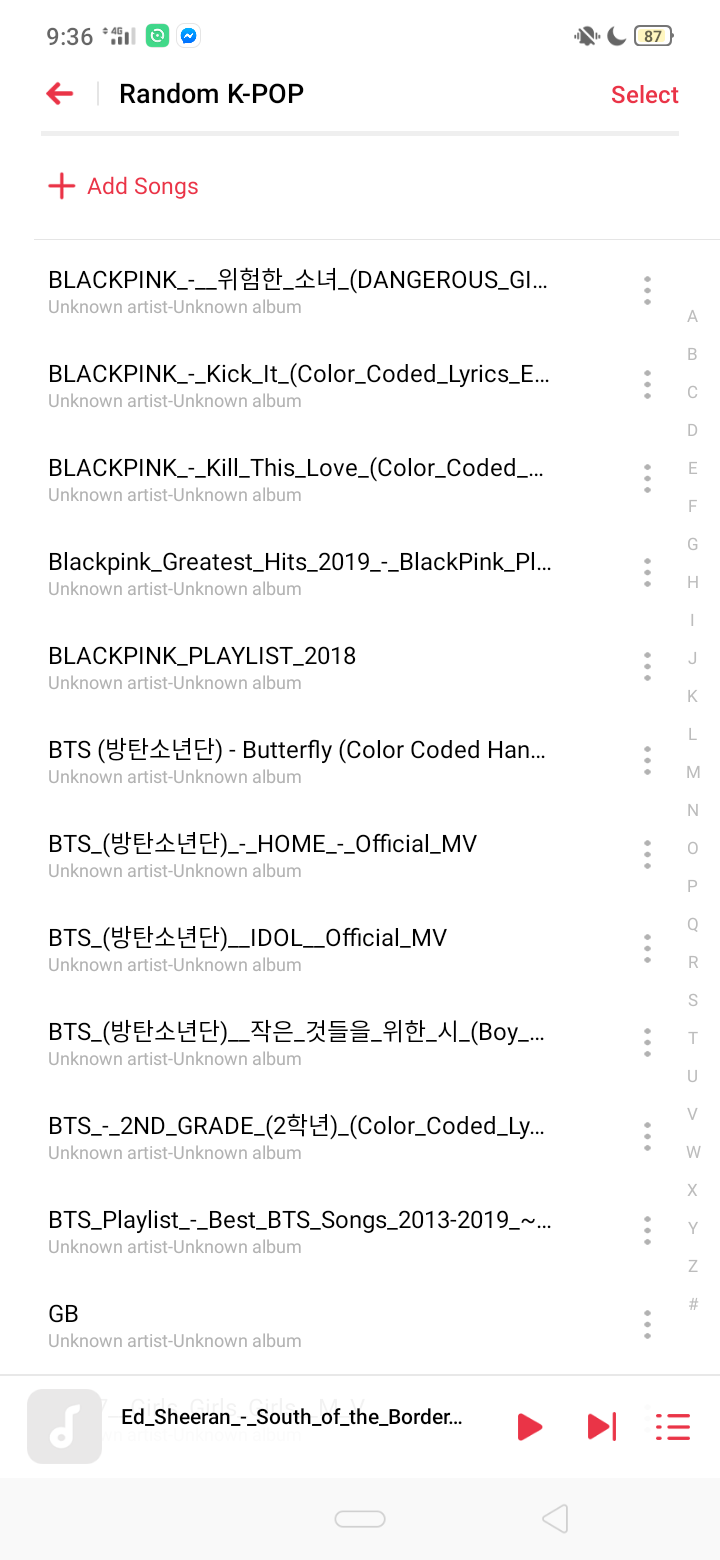 9:36 4G 87
Random K-POP Select
Add Songs
BLACKPINK_-__위험한_소녀_(DANGEROUS_GI...
Unknown artist-Unknown album
BLACKPINK_-_Kick_It_(Color_Coded_Lyrics_E...
Unknown artist-Unknown album
BLACKPINK_-_Kill_This_Love_(Color_Coded_...
Unknown artist-Unknown album
Blackpink_Greatest_Hits_2019_-_BlackPink_Pl...
Unknown artist-Unknown album
BLACKPINK_PLAYLIST_2018
Unknown artist-Unknown album
BTS (방탄소년단) - Butterfly (Color Coded Han...
Unknown artist-Unknown album
BTS_(방탄소년단)_-_HOME_-_Official_MV
Unknown artist-Unknown album
BTS_(방탄소년단)__IDOL__Official_MV
Unknown artist-Unknown album
BTS_(방탄소년단)__작은_것들을_위한_시_(Boy_...
Unknown artist-Unknown album
BTS_-_2ND_GRADE_(2학년)_(Color_Coded_Ly...
Unknown artist-Unknown album
BTS_Playlist_-_Best_BTS_Songs_2013-2019_~...
Unknown artist-Unknown album
GB
Unknown artist-Unknown album
A
B
C
D
E
F
G
H
I
J
K
L
M
N
O
P
Q
R
S
T
U
V
W
X
Y
Z
#
Ed_Sheeran_-_South_of_the_Border...